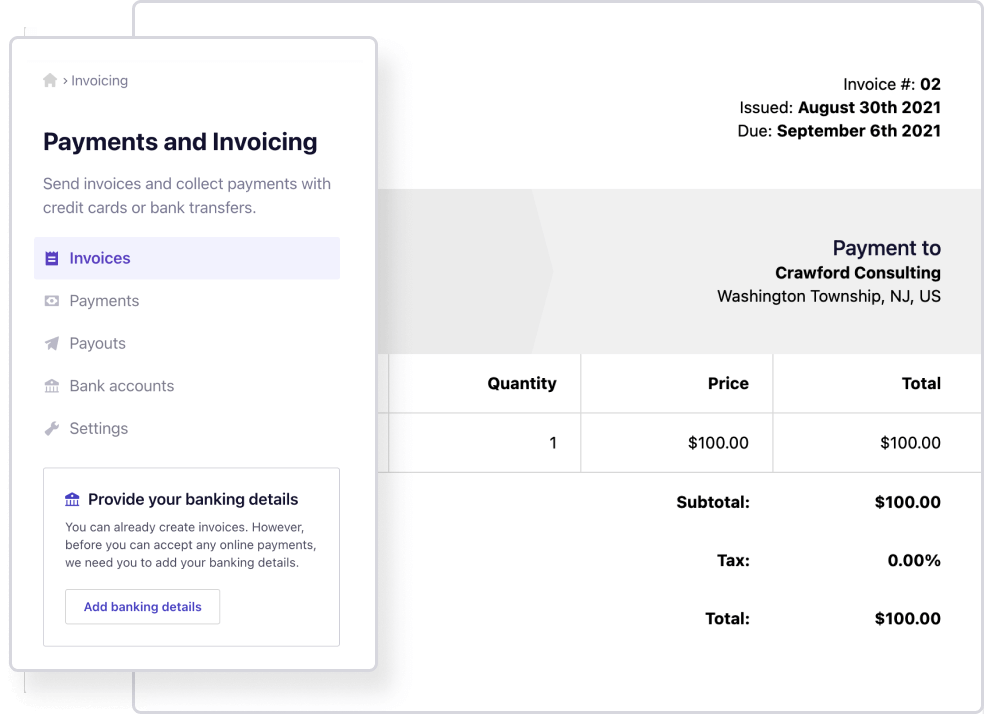 › Invoicing
Payments and Invoicing
Send invoices and collect payments with
credit cards or bank transfers.
Invoices
Payments
Payouts
Bank accounts
Settings
Provide your banking details
You can already create invoices. However,
before you can accept any online payments,
we need you to add your banking details.
Add banking details
Invoice #: 02
Issued: August 30th 2021
Due: September 6th 2021
Payment to
Crawford Consulting
Washington Township, NJ, US
Quantity Price Total
1 $100.00 $100.00
Subtotal: $100.00
Tax: 0.00%
Total: $100.00